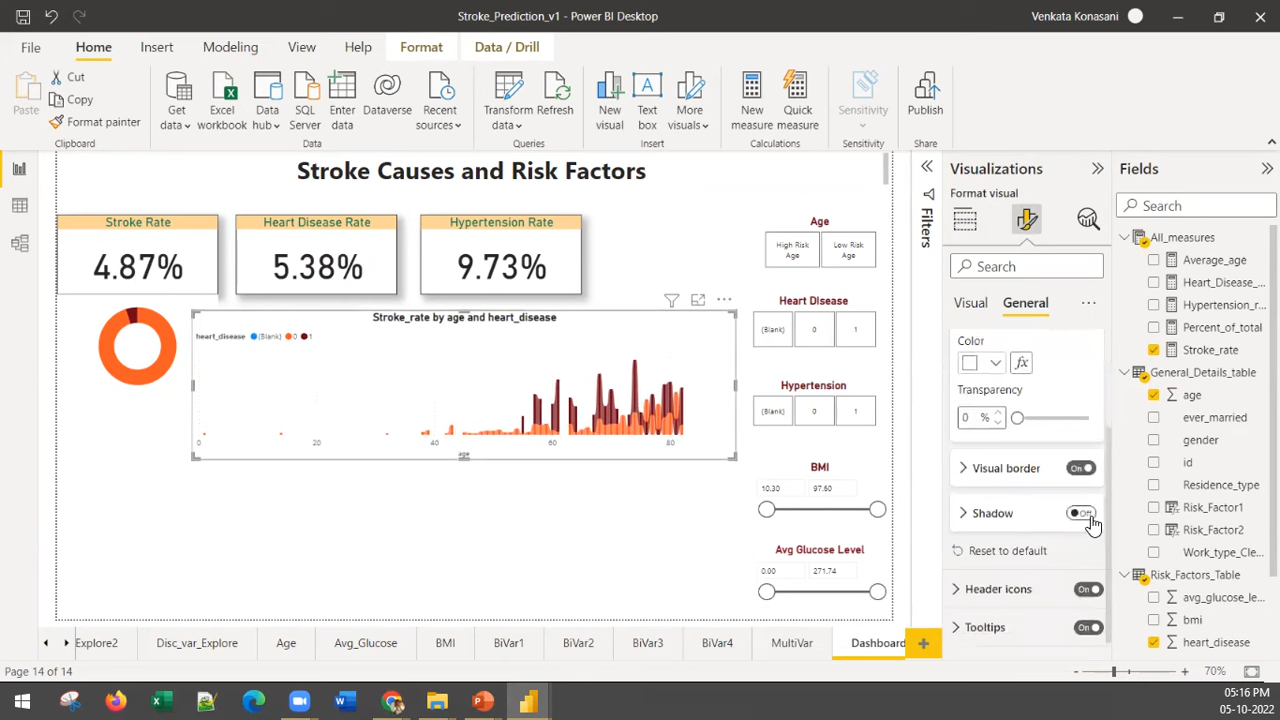 Stroke_Prediction_v1 - Power BI Desktop
Venkata Konasani
File
Home
Insert
Modeling
View
Help
Format
Data / Drill
Paste
Cut
Copy
Format painter
Clipboard
Get data
Excel workbook
Data hub
SQL Server
Enter data
Dataverse
Recent sources
Data
Transform data
Refresh
Queries
New visual
Text box
More visuals
Insert
New measure
Quick measure
Calculations
Sensitivity
Sensitivity
Publish
Share
Stroke Causes and Risk Factors
Stroke Rate
4.87%
Heart Disease Rate
5.38%
Hypertension Rate
9.73%
Stroke_rate by age and heart_disease
heart_disease (Blank) 0 1
0
20
40
60
80
age
Age
High Risk Age
Low Risk Age
Heart DIsease
(Blank)
0
1
Hypertension
(Blank)
0
1
BMI
10.30
97.60
Avg Glucose Level
0.00
271.74
Filters
Visualizations
Format visual
Search
Visual
General
...
Color
fx
Transparency
0 %
Visual border
On
Shadow
Off
Reset to default
Header icons
On
Tooltips
On
Fields
Search
All_measures
Average_age
Heart_Disease_...
Hypertension_r...
Percent_of_total
Stroke_rate
General_Details_table
age
ever_married
gender
id
Residence_type
Risk_Factor1
Risk_Factor2
Work_type_Cle...
Risk_Factors_Table
avg_glucose_le...
bmi
heart_disease
Explore2
Disc_var_Explore
Age
Avg_Glucose
BMI
BiVar1
BiVar2
BiVar3
BiVar4
MultiVar
Dashboard
Page 14 of 14
70%
05:16 PM
05-10-2022